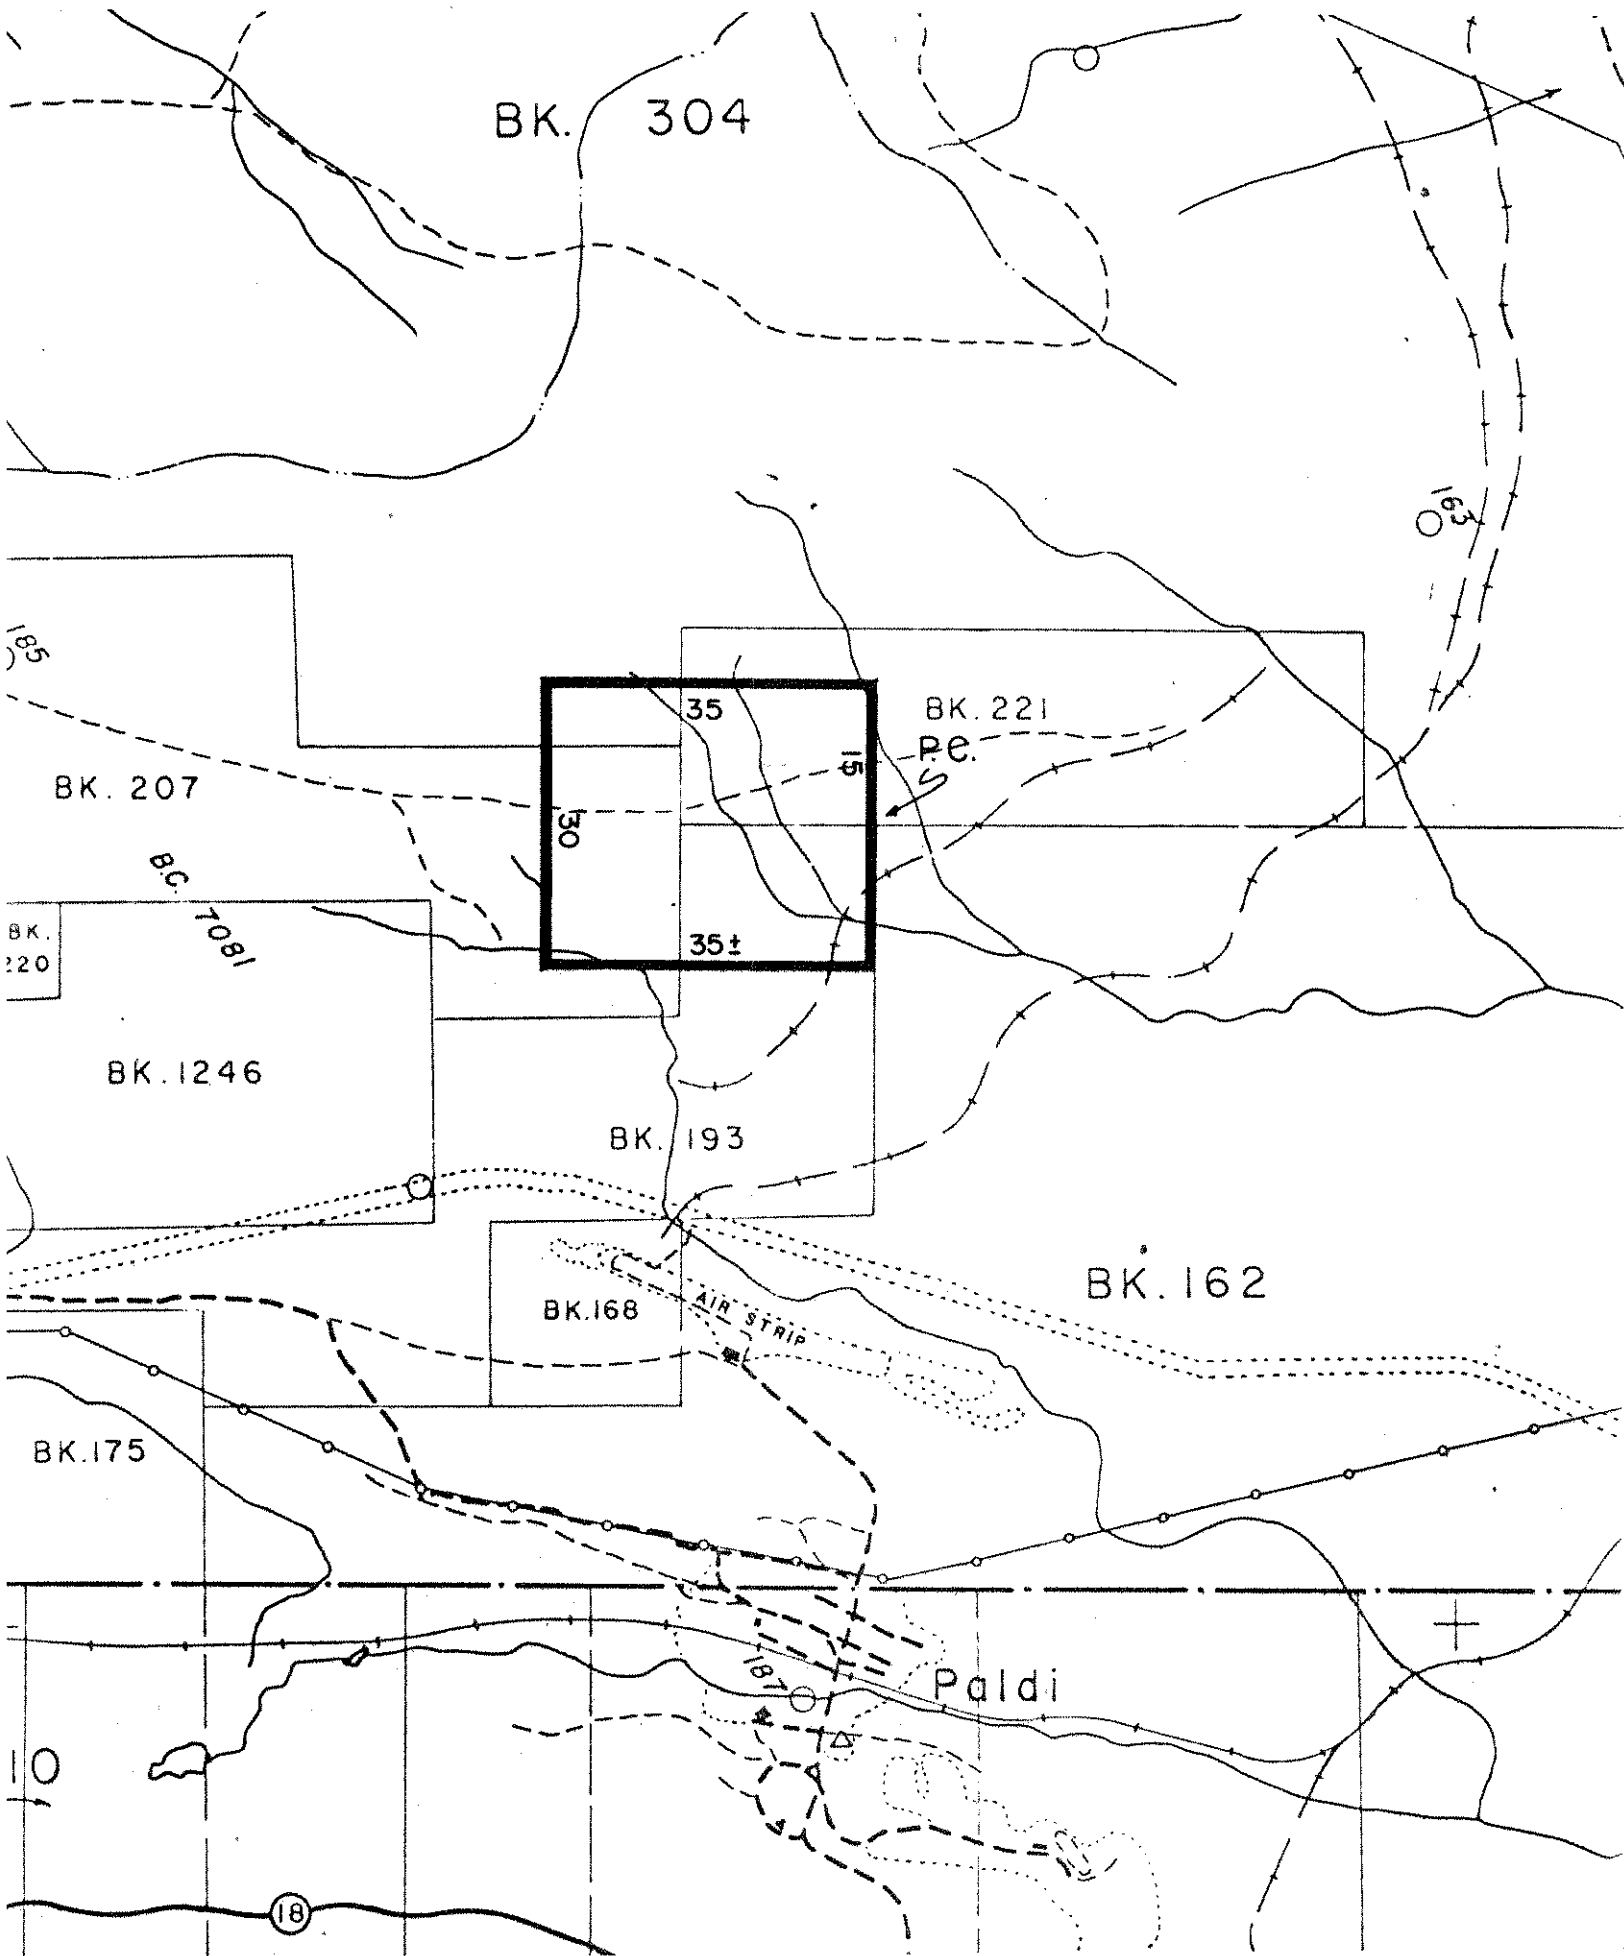 BK. 304
163
185
35
BK. 221
P.C.
15
BK. 207
30
B.C. 7081
BK.
220
35±
BK. 1246
BK. 193
BK. 162
BK. 168
AIR STRIP
BK. 175
187
Paldi
10
18